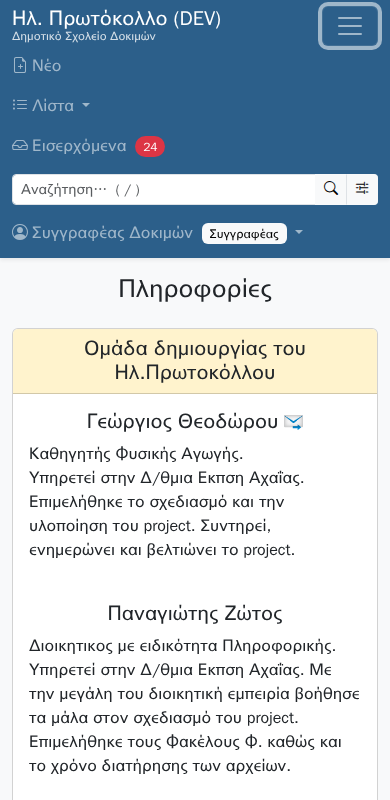 Ηλ. Πρωτόκολλο (DEV)
Δημοτικό Σχολείο Δοκιμών
Νέο
Λίστα
Εισερχόμενα 24
Αναζήτηση... ( / )
Συγγραφέας Δοκιμών Συγγραφέας
Πληροφορίες
Ομάδα δημιουργίας του
Ηλ.Πρωτοκόλλου
Γεώργιος Θεοδώρου
Καθηγητής Φυσικής Αγωγής.
Υπηρετεί στην Δ/θμια Εκπση Αχαΐας.
Επιμελήθηκε το σχεδιασμό και την
υλοποίηση του project. Συντηρεί,
ενημερώνει και βελτιώνει το project.
Παναγιώτης Ζώτος
Διοικητικος με ειδικότητα Πληροφορικής.
Υπηρετεί στην Δ/θμια Εκπση Αχαΐας. Με
την μεγάλη του διοικητική εμπειρία βοήθησε
τα μάλα στον σχεδιασμό του project.
Επιμελήθηκε τους Φακέλους Φ. καθώς και
το χρόνο διατήρησης των αρχείων.